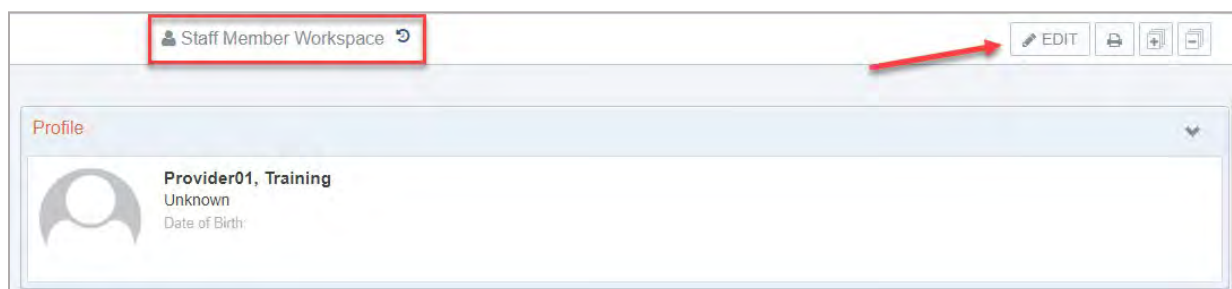 Staff Member Workspace
EDIT
Profile
Provider01, Training
Unknown
Date of Birth: